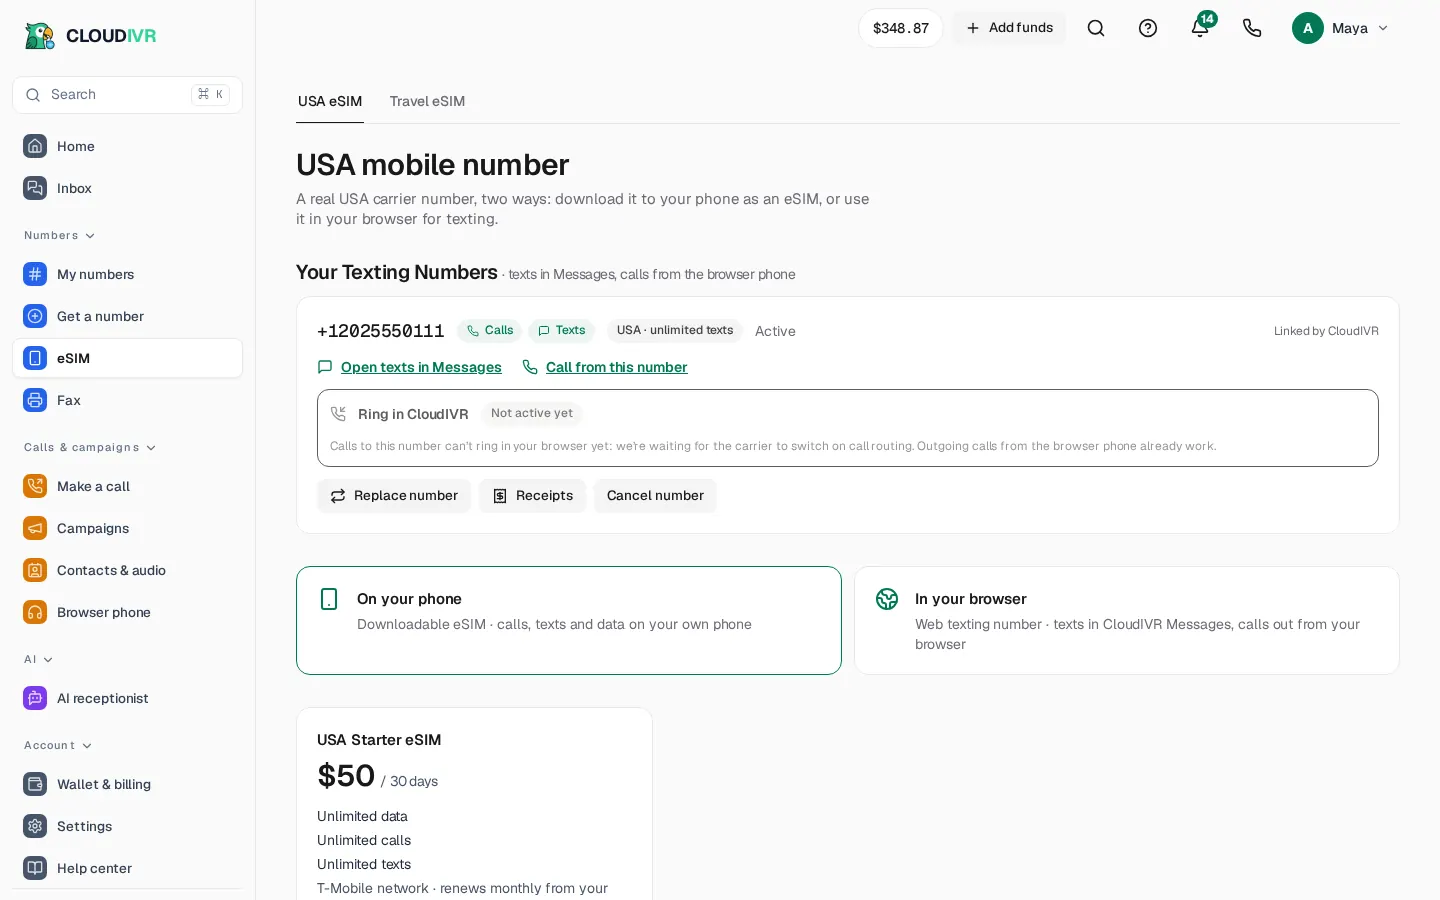 CLOUDIVR
$348.87
Add funds
14
A
Maya
Search
⌘ K
Home
Inbox
Numbers
My numbers
Get a number
eSIM
Fax
Calls & campaigns
Make a call
Campaigns
Contacts & audio
Browser phone
AI
AI receptionist
Account
Wallet & billing
Settings
Help center
USA eSIM
Travel eSIM
USA mobile number
A real USA carrier number, two ways: download it to your phone as an eSIM, or use
it in your browser for texting.
Your Texting Numbers · texts in Messages, calls from the browser phone
+12025550111
Calls
Texts
USA · unlimited texts
Active
Linked by CloudIVR
Open texts in Messages
Call from this number
Ring in CloudIVR
Not active yet
Calls to this number can't ring in your browser yet: we're waiting for the carrier to switch on call routing. Outgoing calls from the browser phone already work.
Replace number
Receipts
Cancel number
On your phone
Downloadable eSIM · calls, texts and data on your own phone
In your browser
Web texting number · texts in CloudIVR Messages, calls out from your
browser
USA Starter eSIM
$50 / 30 days
Unlimited data
Unlimited calls
Unlimited texts
T-Mobile network · renews monthly from your